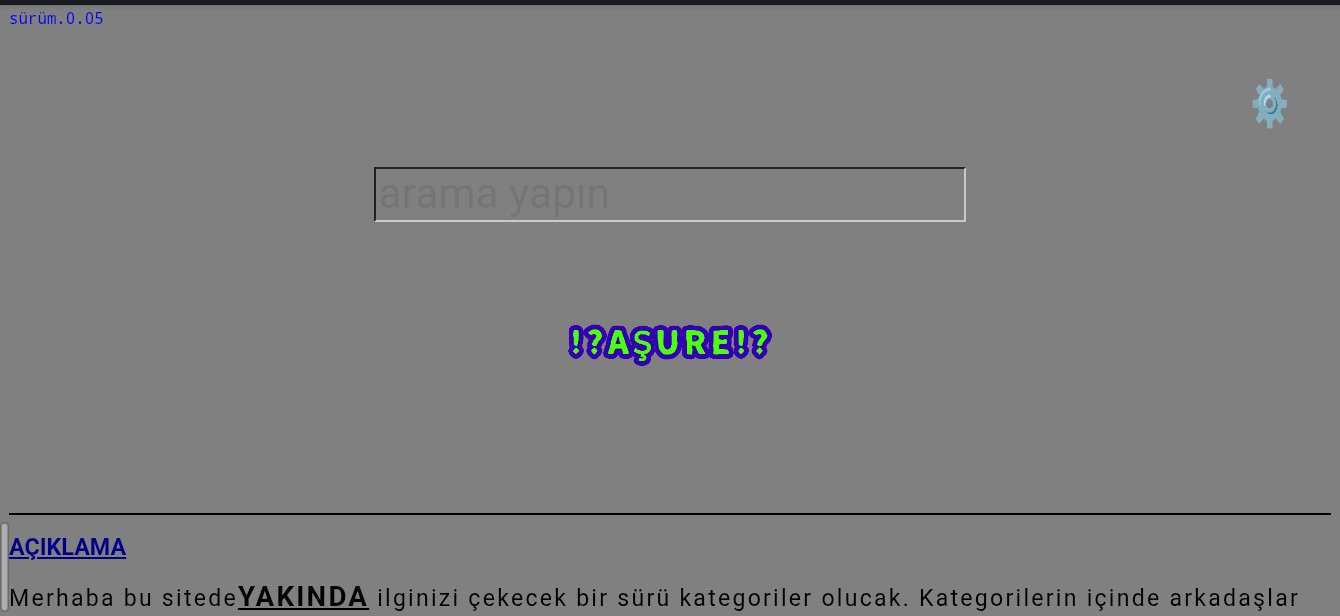 sürüm.0.05
arama yapın
!?AŞURE!?
AÇIKLAMA
Merhaba bu sitedeYAKINDA ilginizi çekecek bir sürü kategoriler olucak. Kategorilerin içinde arkadaşlar